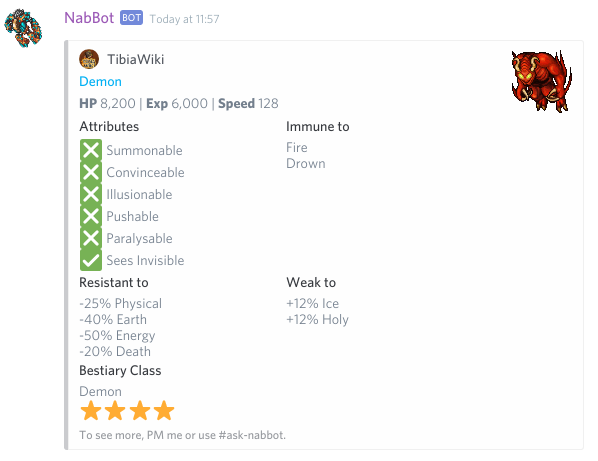 NabBot BOT Today at 11:57
TibiaWiki
Demon
HP 8,200 | Exp 6,000 | Speed 128
Attributes
Summonable
Convinceable
Illusionable
Pushable
Paralysable
Sees Invisible
Immune to
Fire
Drown
Resistant to
-25% Physical
-40% Earth
-50% Energy
-20% Death
Weak to
+12% Ice
+12% Holy
Bestiary Class
Demon
To see more, PM me or use #ask-nabbot.